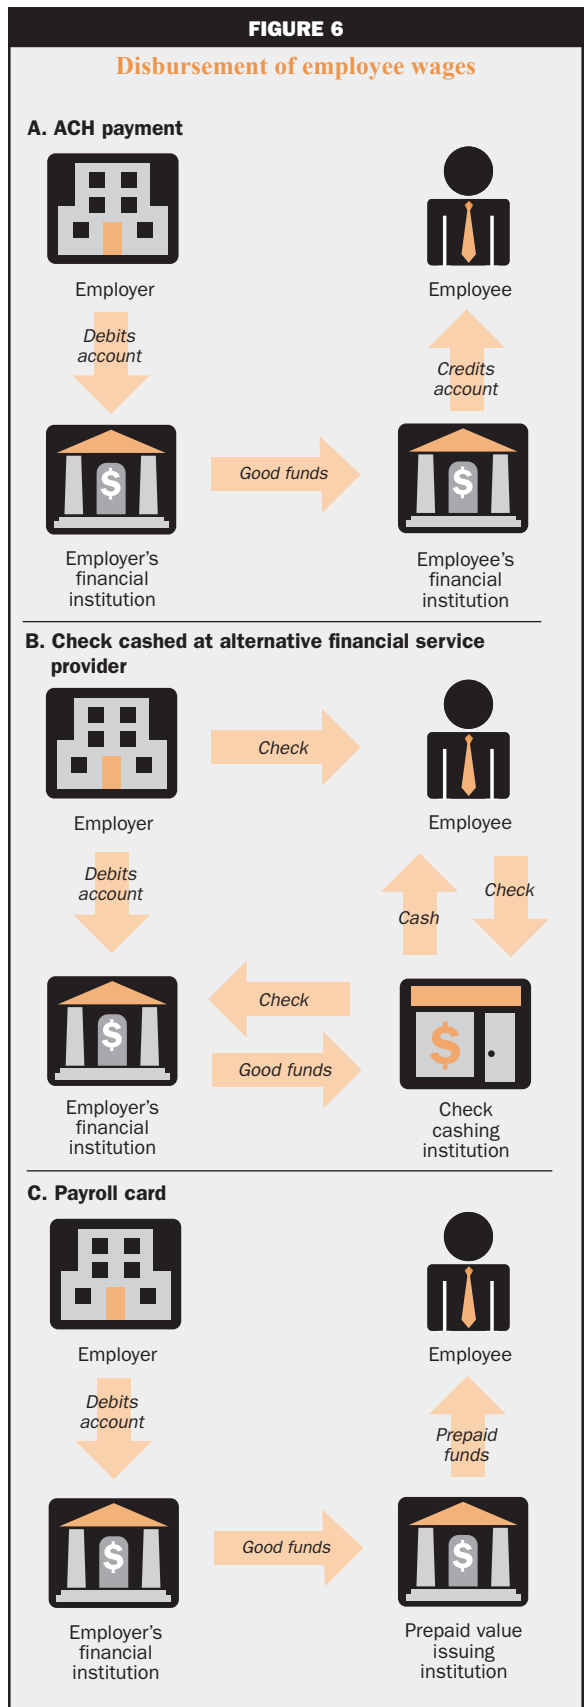 FIGURE 6
Disbursement of employee wages
A. ACH payment
Employer
Employee
Debits
account
Credits
account
$
Good funds
$
Employer's
financial
institution
Employee's
financial
institution
B. Check cashed at alternative financial service
provider
Check
Employer
Employee
Debits
account
Cash
Check
$
Check
Good funds
$
Employer's
financial
institution
Check
cashing
institution
C. Payroll card
Employer
Employee
Debits
account
Prepaid
funds
$
Good funds
$
Employer's
financial
institution
Prepaid value
issuing
institution